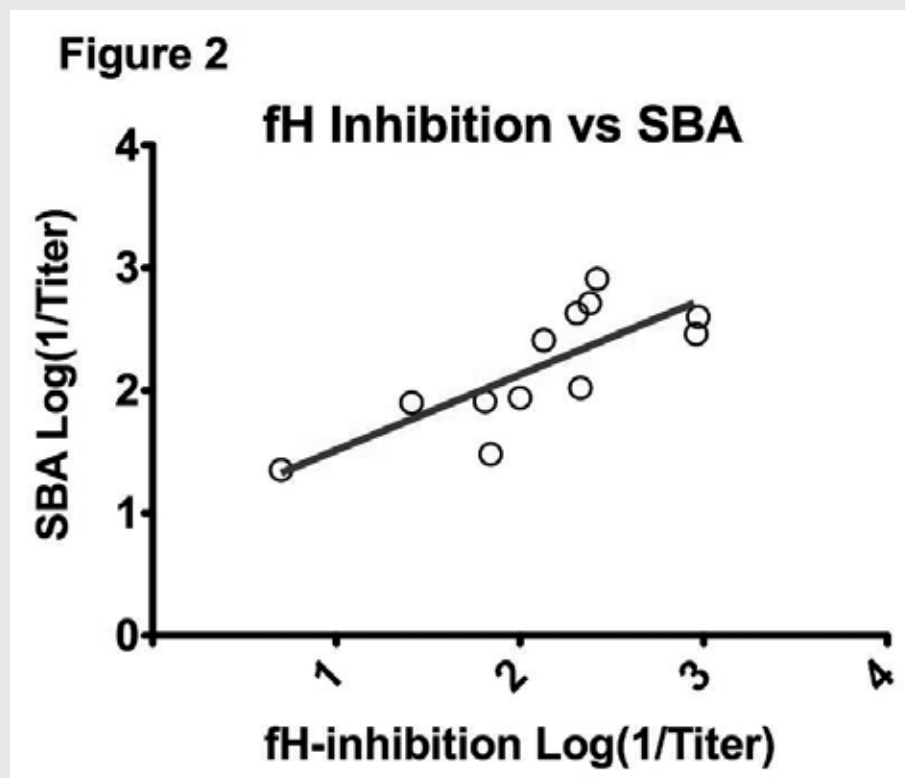 Figure 2
fH Inhibition vs SBA
4
3
2
1
0
SBA Log(1/Titer)
1
2
3
4
fH-inhibition Log(1/Titer)